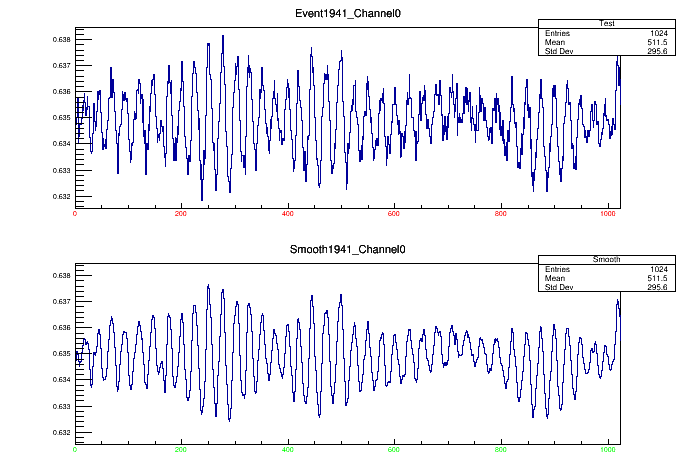 Event1941_Channel0
Test
Entries 1024
Mean 511.5
Std Dev 295.6
0.638
0.637
0.636
0.635
0.634
0.633
0.632
0 200 400 600 800 1000
Smooth1941_Channel0
Smooth
Entries 1024
Mean 511.5
Std Dev 295.6
0.638
0.637
0.636
0.635
0.634
0.633
0.632
0 200 400 600 800 1000